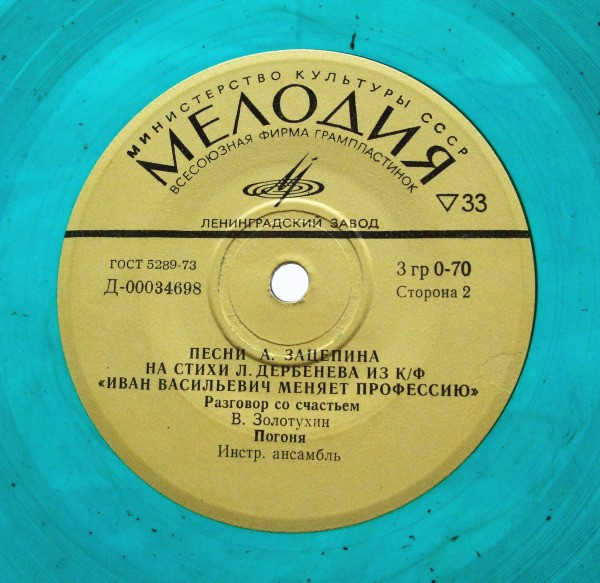 МИНИСТЕРСТВО КУЛЬТУРЫ СССР
МЕЛОДИЯ
ВСЕСОЮЗНАЯ ФИРМА ГРАМПЛАСТИНОК
▽33
ЛЕНИНГРАДСКИЙ ЗАВОД
ГОСТ 5289-73
3 гр 0-70
Д-00034698
Сторона 2
ПЕСНИ А. ЗАЦЕПИНА
НА СТИХИ Л. ДЕРБЕНЕВА ИЗ К/Ф
«ИВАН ВАСИЛЬЕВИЧ МЕНЯЕТ ПРОФЕССИЮ»
Разговор со счастьем
В. Золотухин
Погоня
Инстр. ансамбль